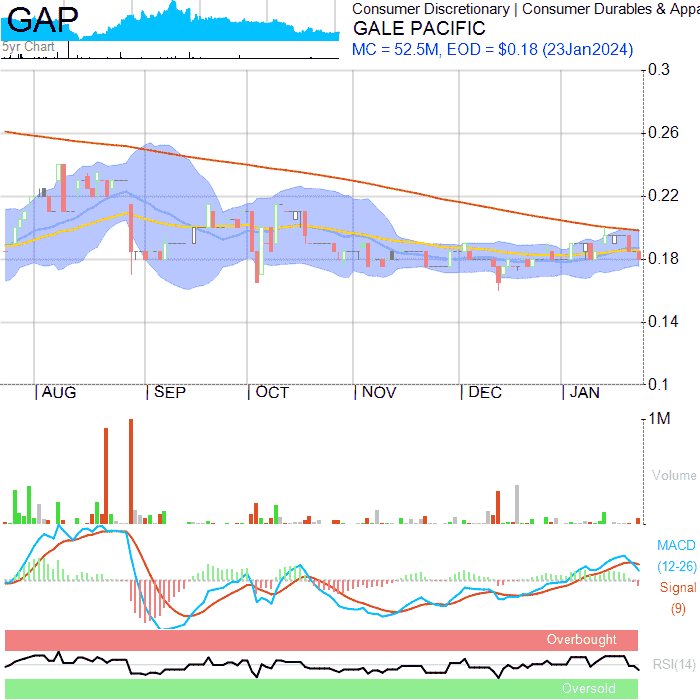 GAP
5yr Chart
Consumer Discretionary | Consumer Durables & Appa
GALE PACIFIC
MC = 52.5M, EOD = $0.18 (23Jan2024)
0.3
0.26
0.22
0.18
0.14
0.1
AUG SEP OCT NOV DEC JAN
1M
Volume
MACD
(12-26)
Signal
(9)
Overbought
RSI(14)
Oversold